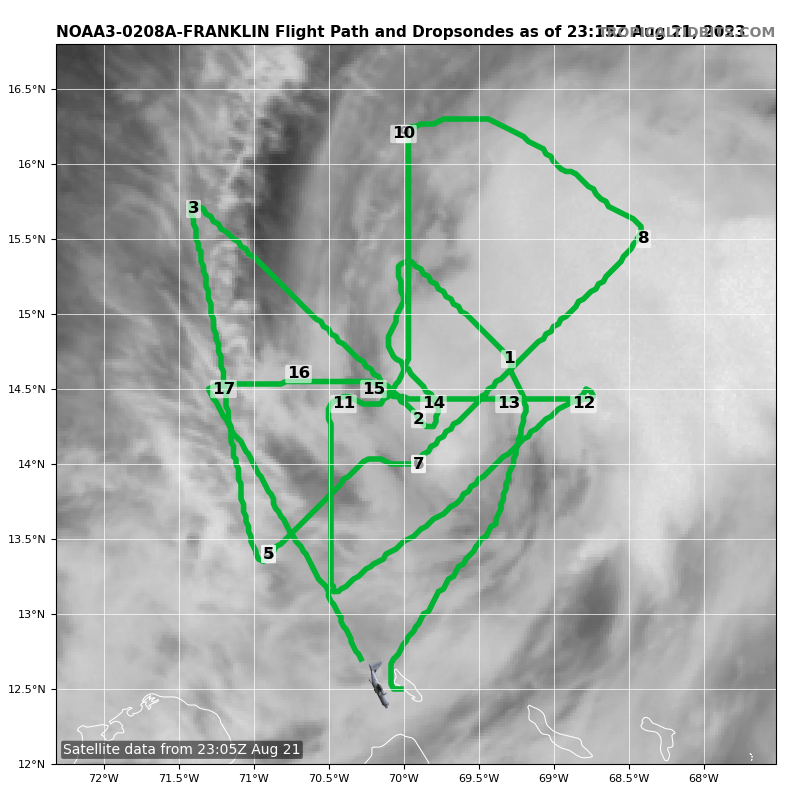 NOAA3-0208A-FRANKLIN Flight Path and Dropsondes as of 23:15Z Aug 21, 2023
TROPICALTIDBITS.COM
16.5°N
10
16°N
3
15.5°N
8
15°N
1
16
14.5°N
17
15
11
14
13
12
2
14°N
7
13.5°N
5
13°N
12.5°N
Satellite data from 23:05Z Aug 21
12°N
72°W
71.5°W
71°W
70.5°W
70°W
69.5°W
69°W
68.5°W
68°W